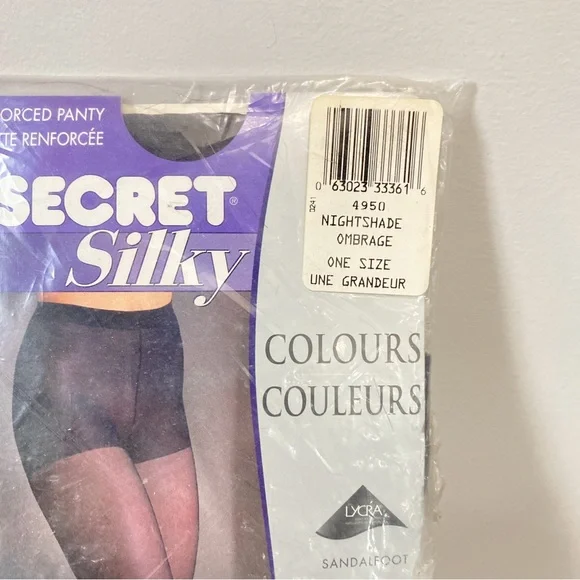 ORCED PANTY
TE RENFORCÉE
SECRET®
Silky
0 63023 33361 6
3241
4950
NIGHTSHADE
OMBRAGE
ONE SIZE
UNE GRANDEUR
COLOURS
COULEURS
LYCRA
SANDALFOOT